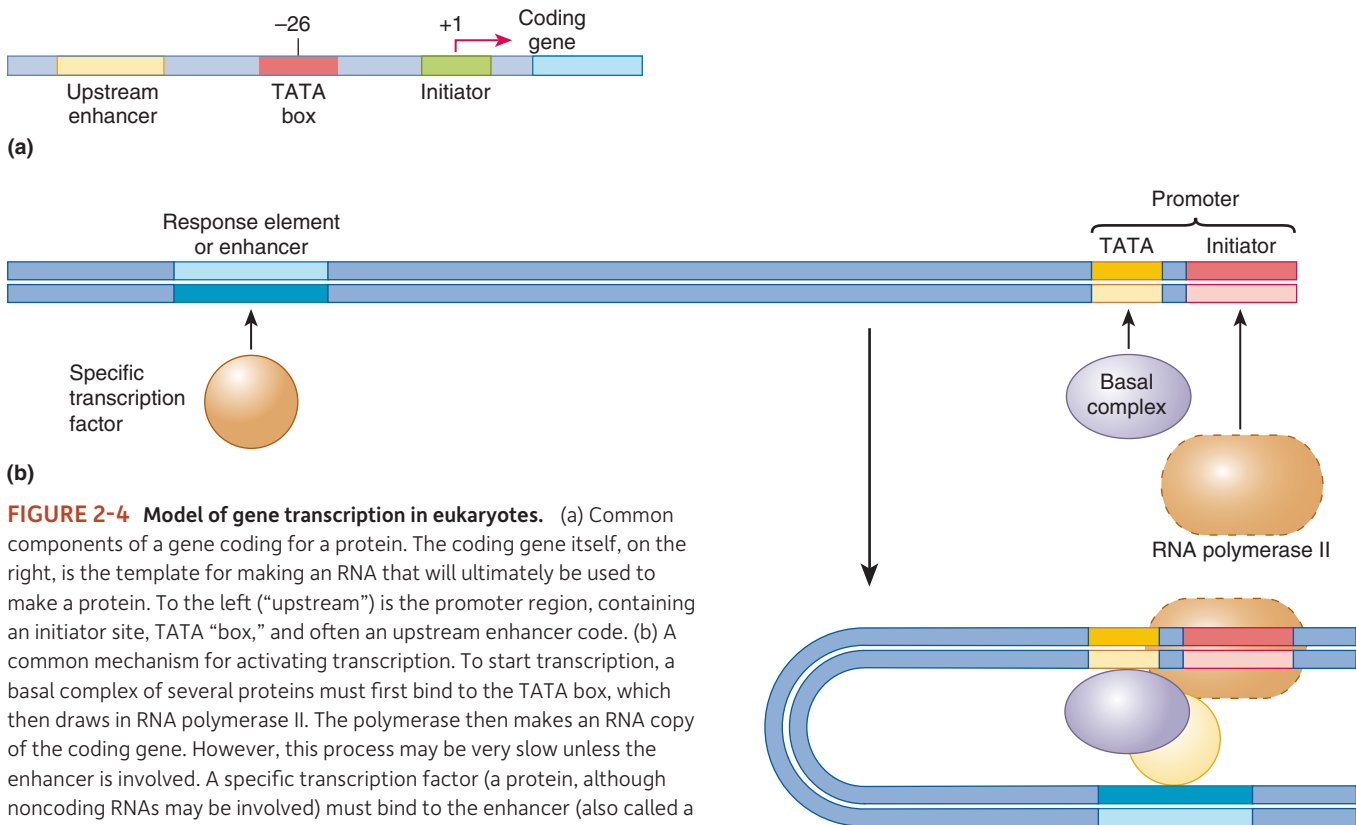 –26
+1
Coding
gene
Upstream
enhancer
TATA
box
Initiator
(a)
Promoter
Response element
or enhancer
TATA
Initiator
Specific
transcription
factor
Basal
complex
RNA polymerase II
(b)
FIGURE 2-4 Model of gene transcription in eukaryotes. (a) Common
components of a gene coding for a protein. The coding gene itself, on the
right, is the template for making an RNA that will ultimately be used to
make a protein. To the left (“upstream”) is the promoter region, containing
an initiator site, TATA “box,” and often an upstream enhancer code. (b) A
common mechanism for activating transcription. To start transcription, a
basal complex of several proteins must first bind to the TATA box, which
then draws in RNA polymerase II. The polymerase then makes an RNA copy
of the coding gene. However, this process may be very slow unless the
enhancer is involved. A specific transcription factor (a protein, although
noncoding RNAs may be involved) must bind to the enhancer (also called a